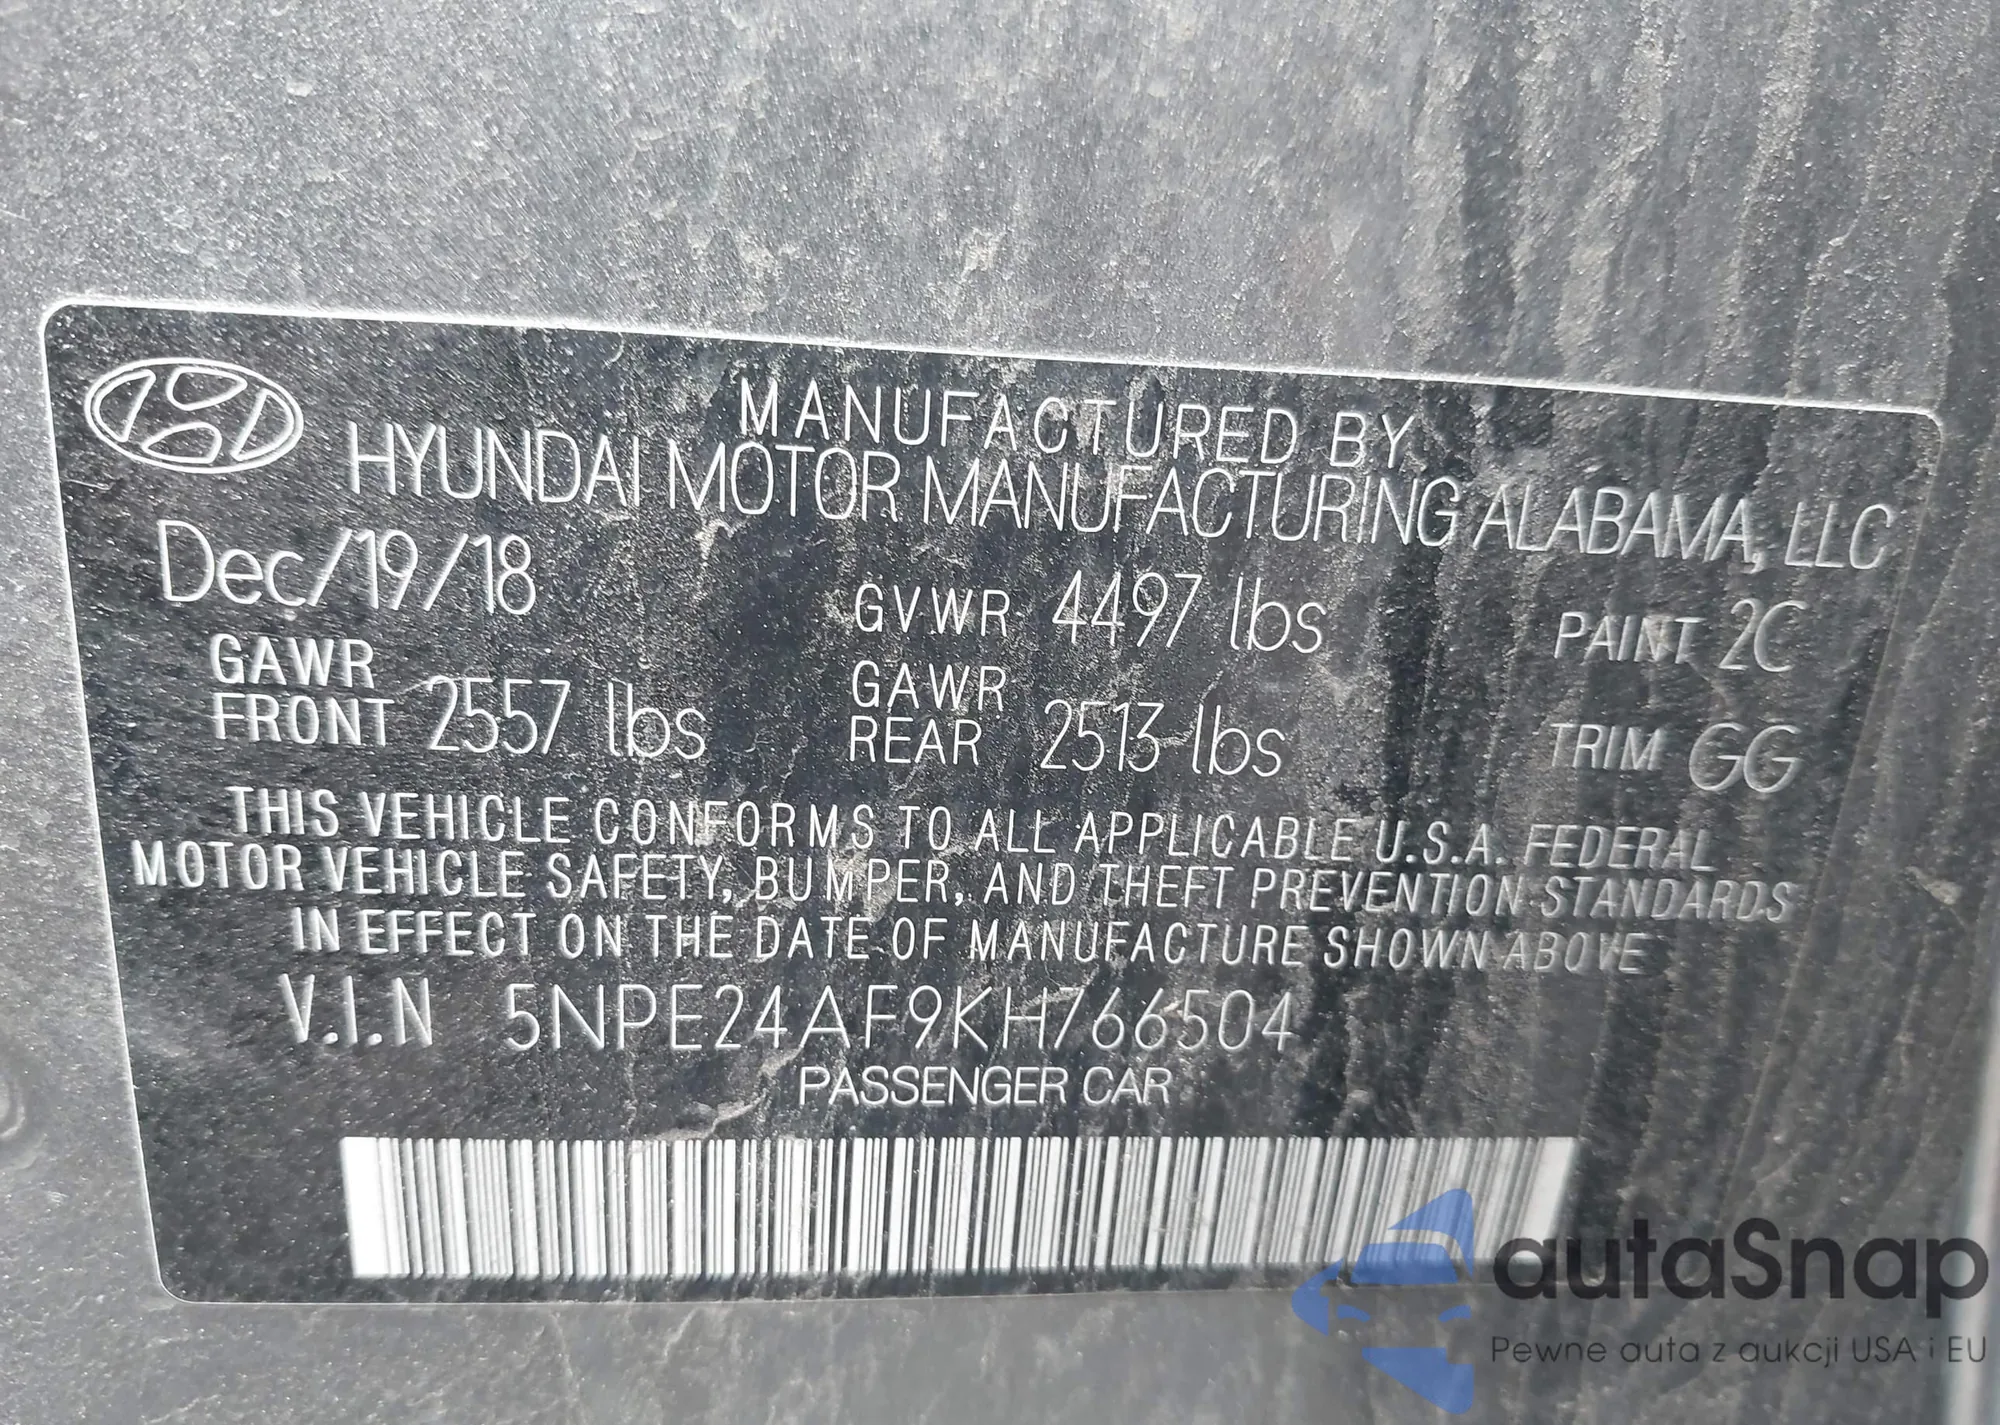 MANUFACTURED BY
HYUNDAI MOTOR MANUFACTURING ALABAMA, LLC
Dec/19/18 GVWR 4497 lbs PAINT 2C
GAWR FRONT 2557 lbs GAWR REAR 2513 lbs TRIM GG
THIS VEHICLE CONFORMS TO ALL APPLICABLE U.S.A. FEDERAL
MOTOR VEHICLE SAFETY, BUMPER, AND THEFT PREVENTION STANDARDS
IN EFFECT ON THE DATE OF MANUFACTURE SHOWN ABOVE
V.I.N 5NPE24AF9KH766504
PASSENGER CAR
autaSnap
Pewne auta z aukcji USA i EU